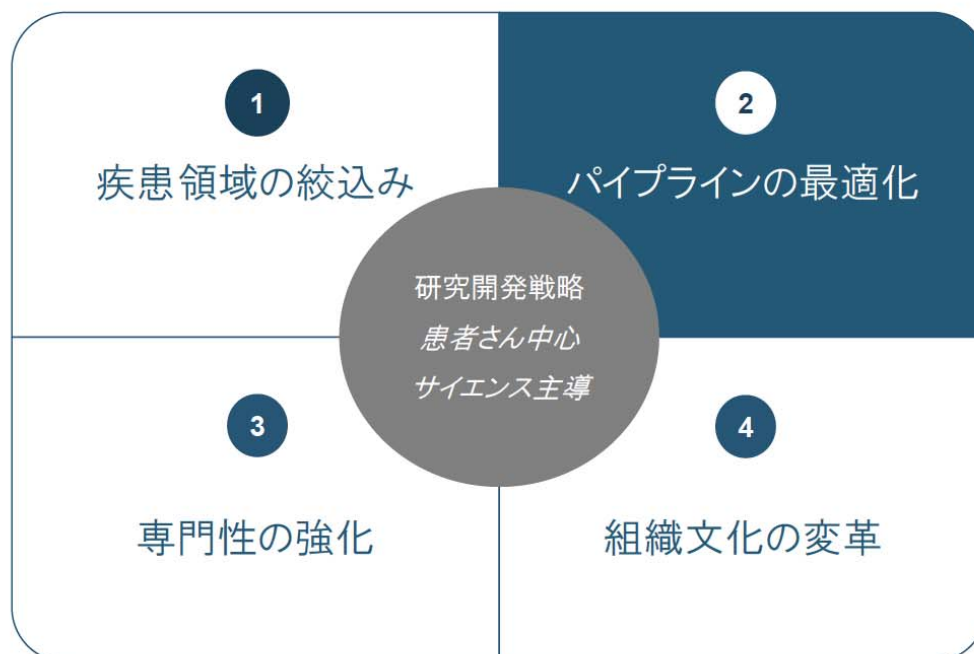 1
疾患領域の絞込み
2
パイプラインの最適化
研究開発戦略
患者さん中心
サイエンス主導
3
専門性の強化
4
組織文化の変革